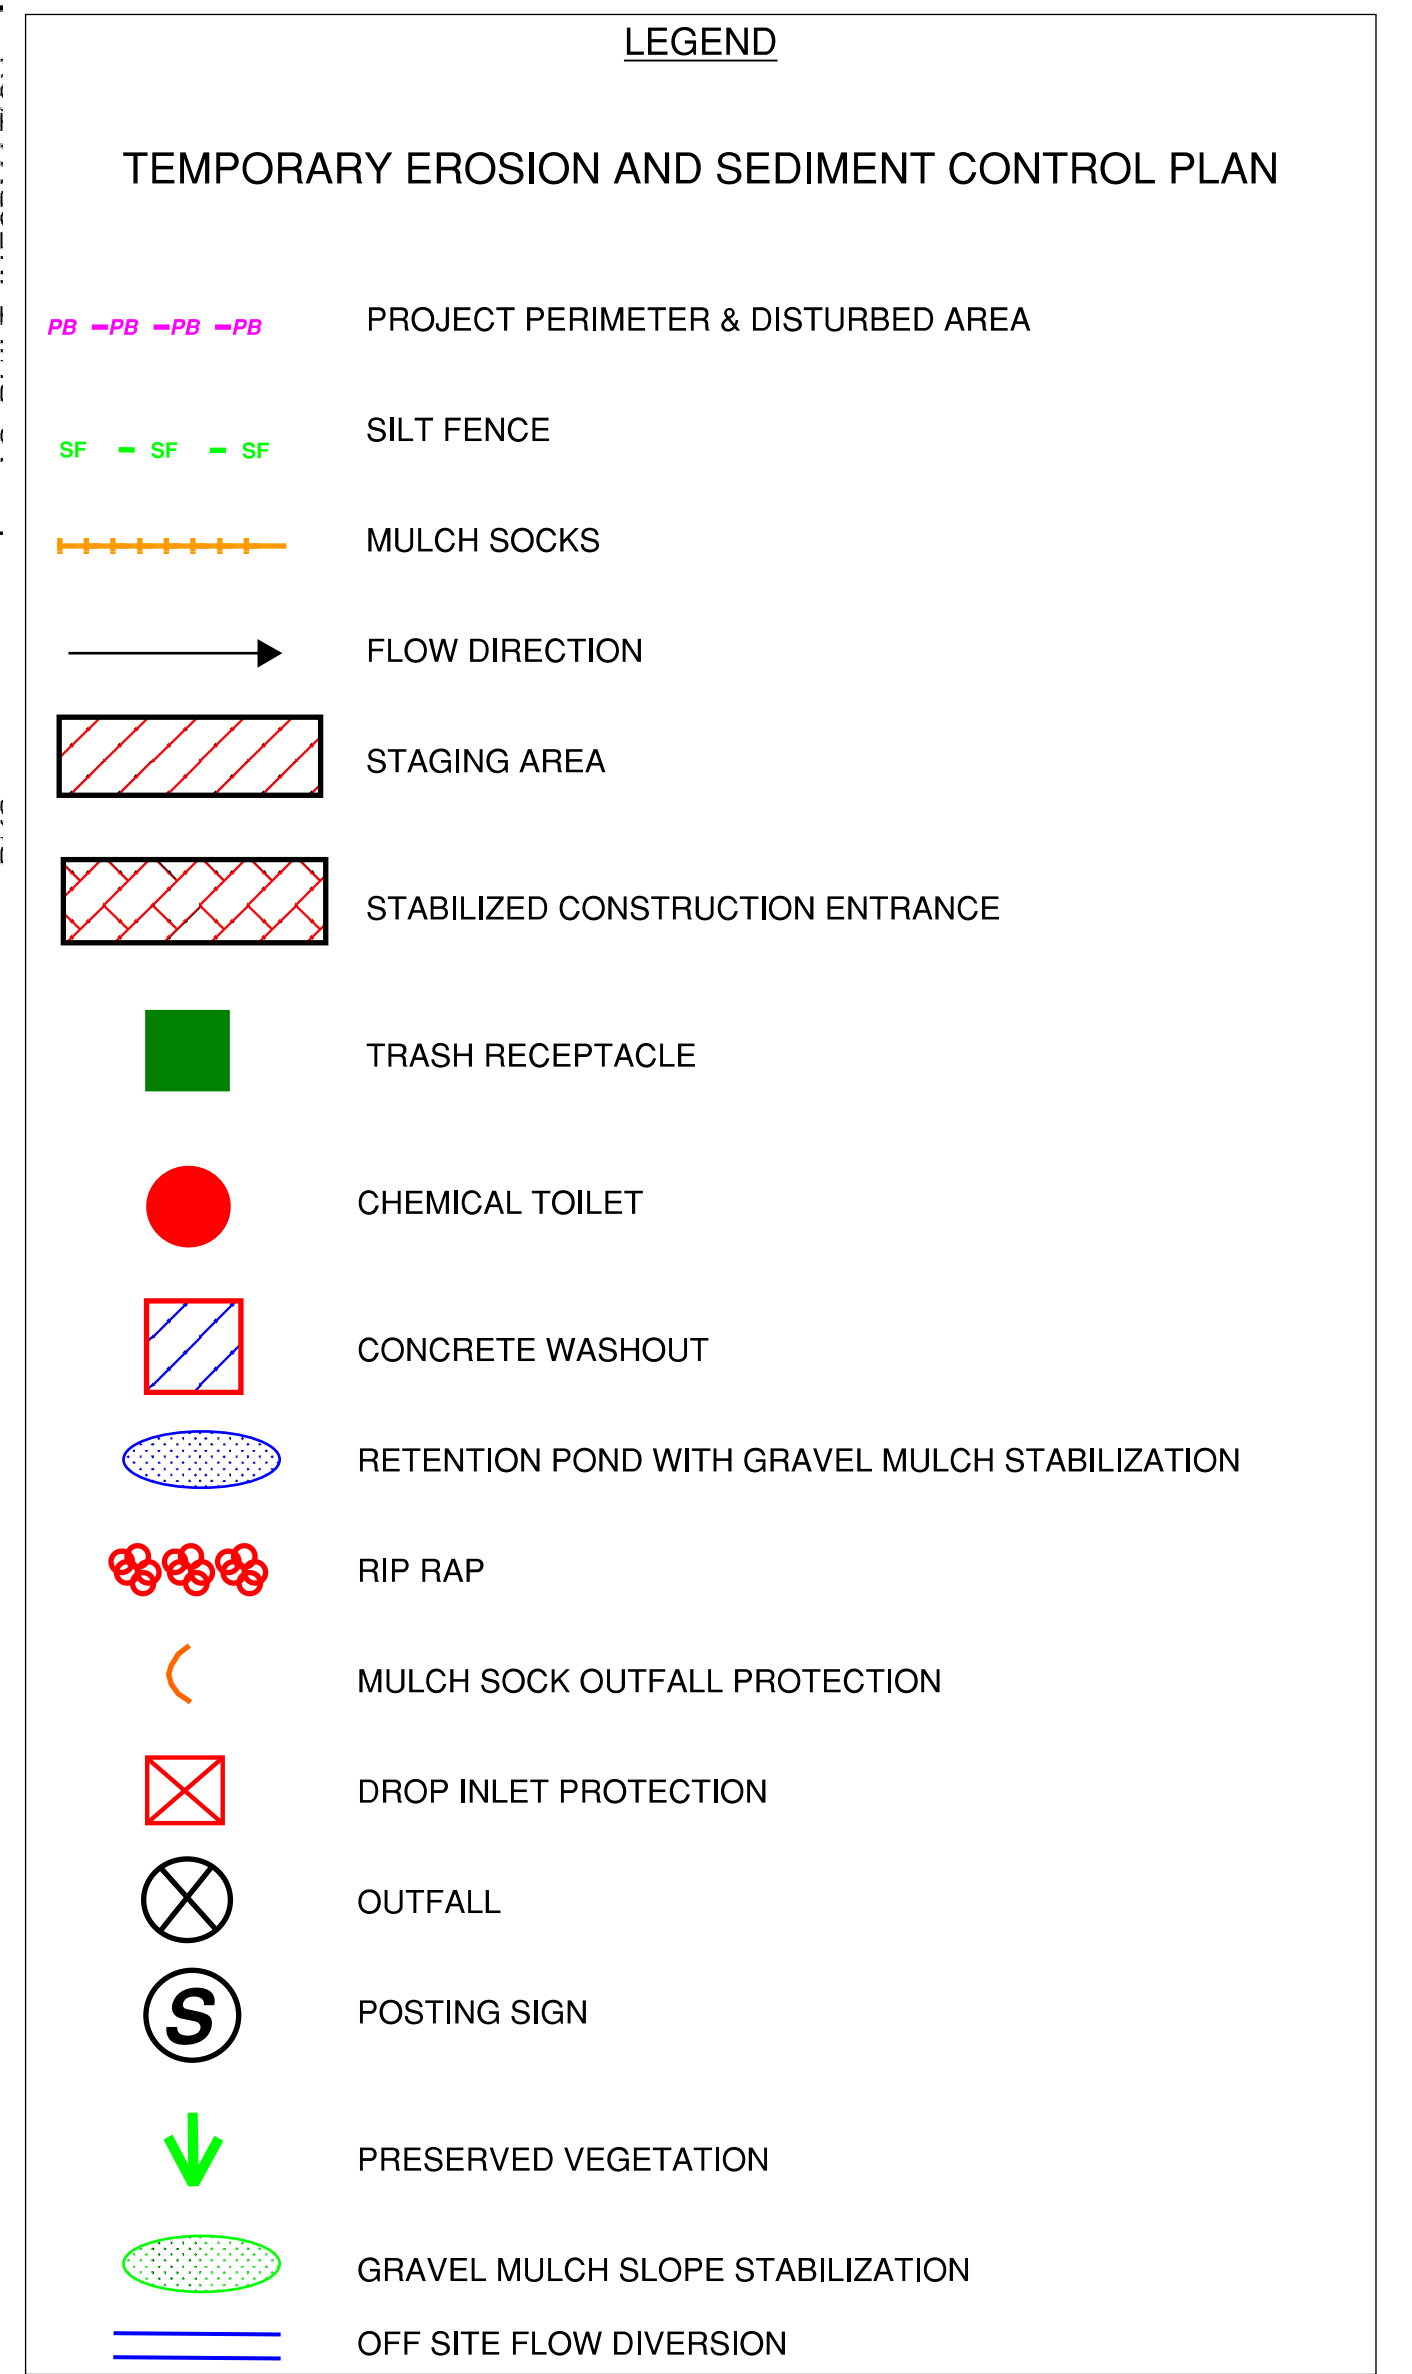 LEGEND
TEMPORARY EROSION AND SEDIMENT CONTROL PLAN
PB PB PB PB PROJECT PERIMETER & DISTURBED AREA
SF SF SF SILT FENCE
MULCH SOCKS
FLOW DIRECTION
STAGING AREA
STABILIZED CONSTRUCTION ENTRANCE
TRASH RECEPTACLE
CHEMICAL TOILET
CONCRETE WASHOUT
RETENTION POND WITH GRAVEL MULCH STABILIZATION
RIP RAP
MULCH SOCK OUTFALL PROTECTION
DROP INLET PROTECTION
OUTFALL
S POSTING SIGN
PRESERVED VEGETATION
GRAVEL MULCH SLOPE STABILIZATION
OFF SITE FLOW DIVERSION